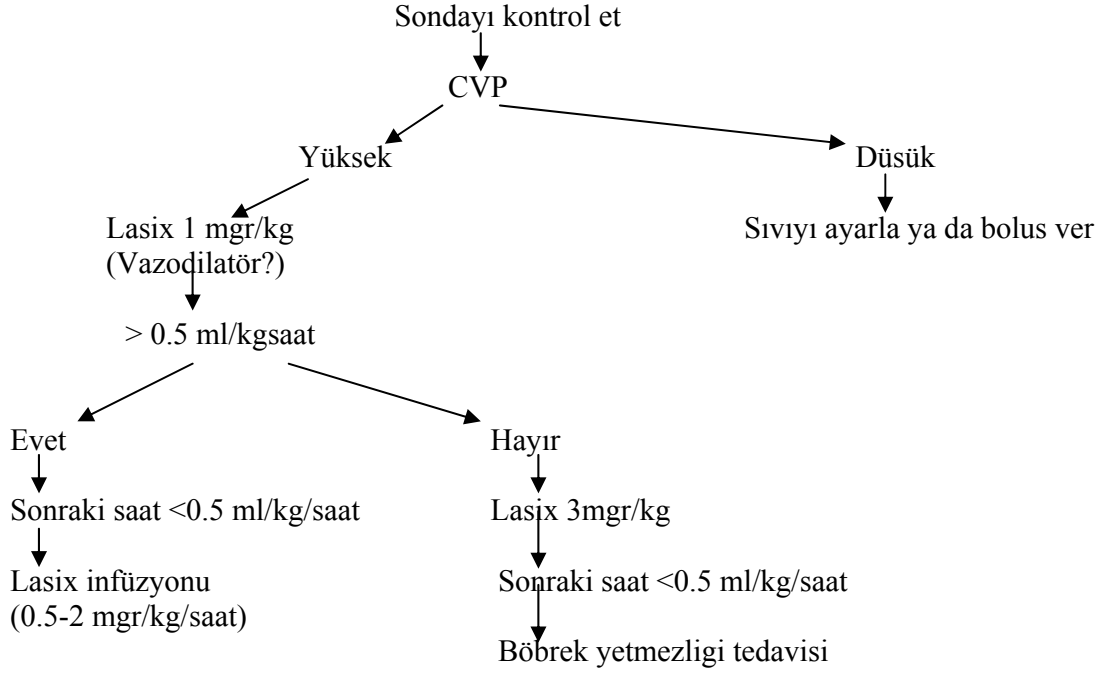 Sondayı kontrol et
CVP
Yüksek
Düsük
Lasix 1 mgr/kg
(Vazodilatör?)
Sıvıyı ayarla ya da bolus ver
> 0.5 ml/kgsaat
Evet
Hayır
Sonraki saat <0.5 ml/kg/saat
Lasix 3mgr/kg
Lasix infüzyonu
(0.5-2 mgr/kg/saat)
Sonraki saat <0.5 ml/kg/saat
Böbrek yetmezligi tedavisi